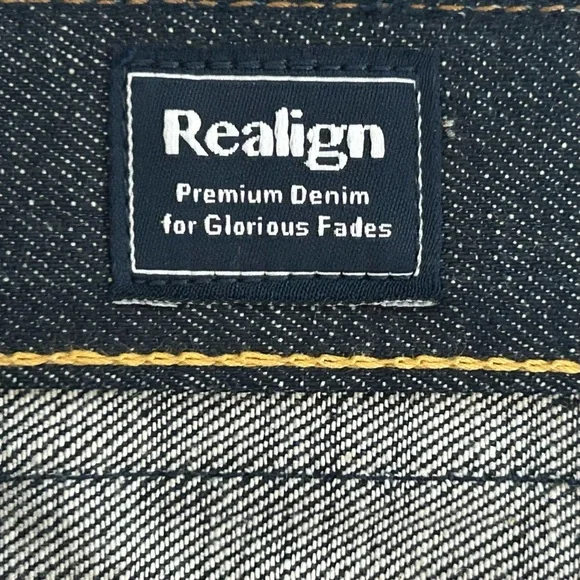 Realign
Premium Denim
for Glorious Fades